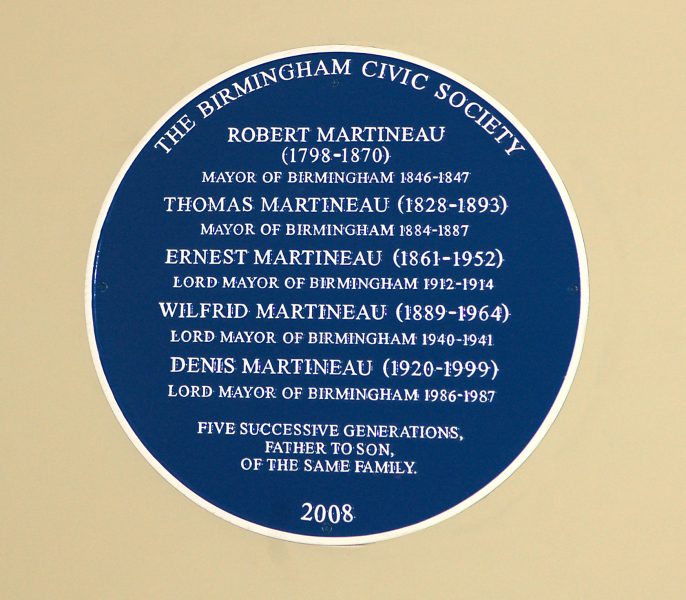 THE BIRMINGHAM CIVIC SOCIETY
ROBERT MARTINEAU
(1798-1870)
MAYOR OF BIRMINGHAM 1846-1847
THOMAS MARTINEAU (1828-1893)
MAYOR OF BIRMINGHAM 1884-1887
ERNEST MARTINEAU (1861-1952)
LORD MAYOR OF BIRMINGHAM 1912-1914
WILFRID MARTINEAU (1889-1964)
LORD MAYOR OF BIRMINGHAM 1940-1941
DENIS MARTINEAU (1920-1999)
LORD MAYOR OF BIRMINGHAM 1986-1987
FIVE SUCCESSIVE GENERATIONS,
FATHER TO SON,
OF THE SAME FAMILY.
2008